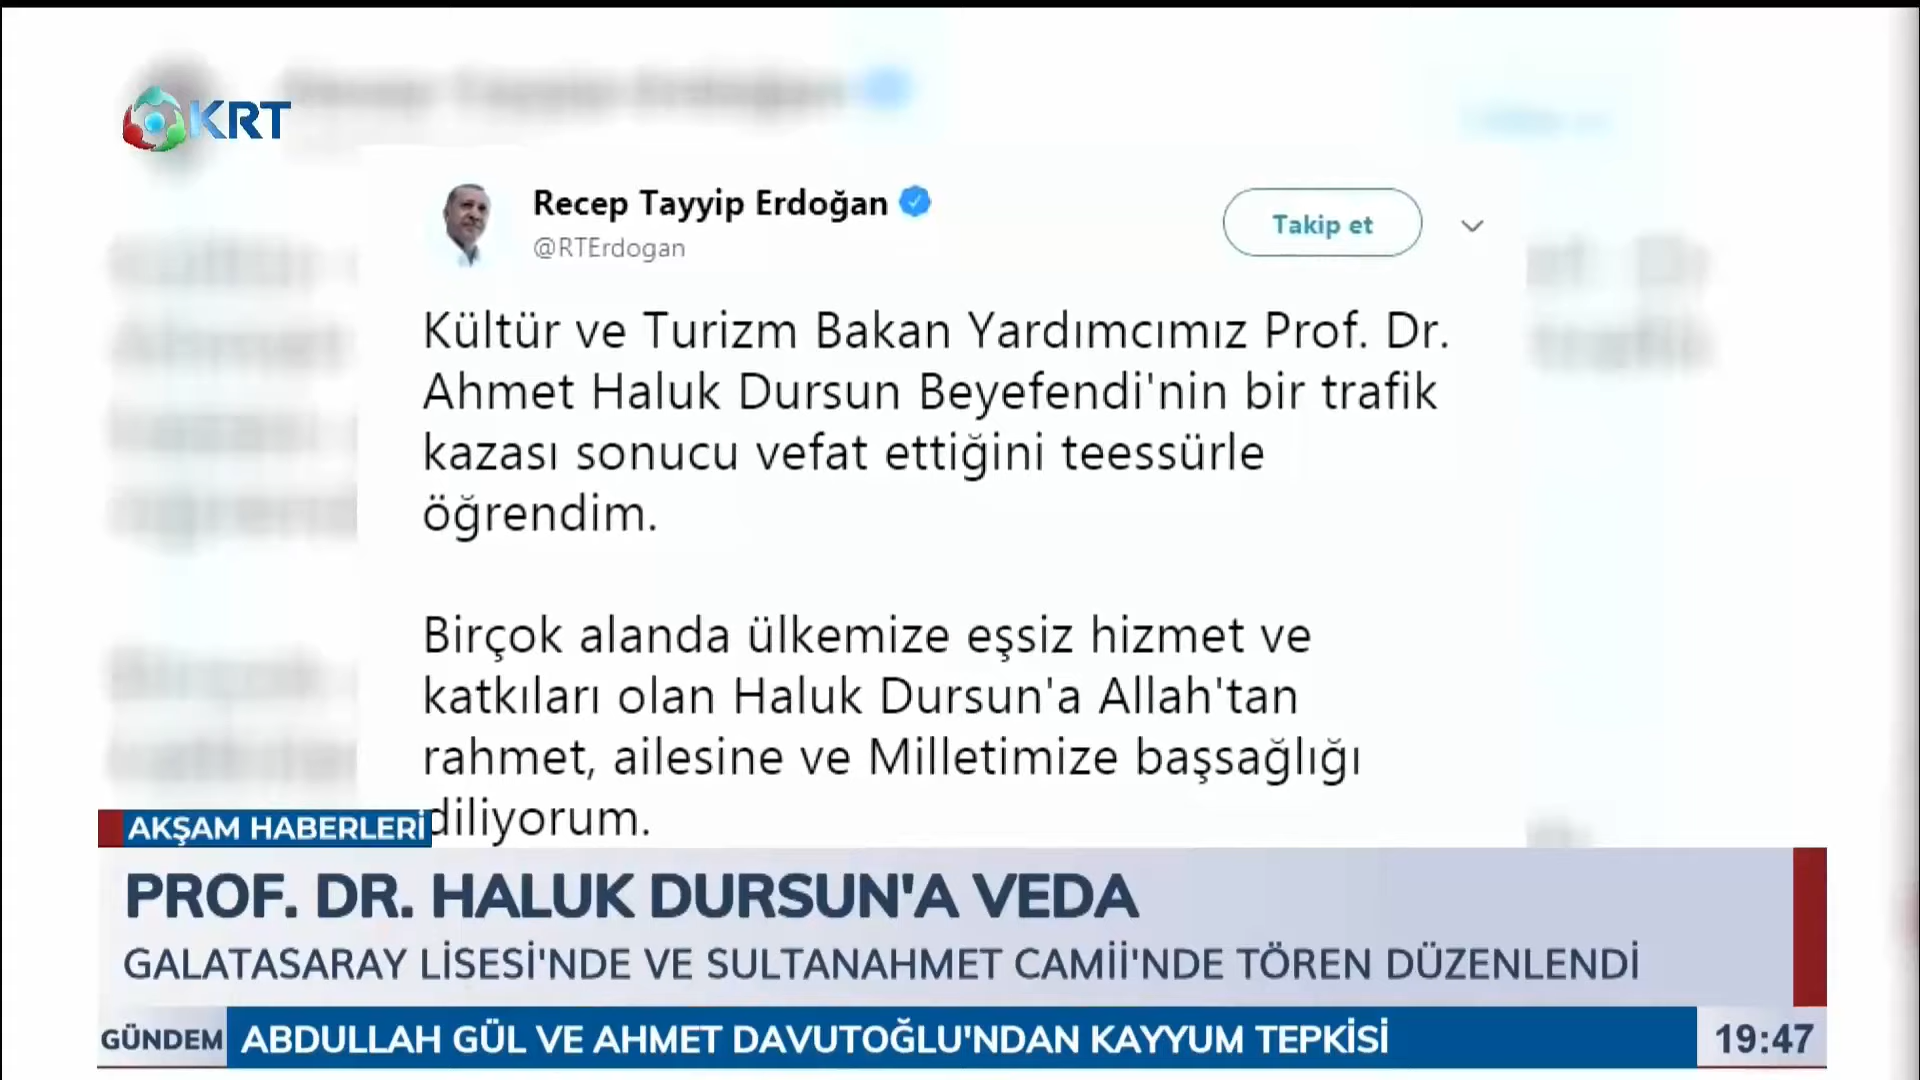 KRT
Recep Tayyip Erdoğan
@RTErdogan
Takip et
Kültür ve Turizm Bakan Yardımcımız Prof. Dr.
Ahmet Haluk Dursun Beyefendi'nin bir trafik
kazası sonucu vefat ettiğini teessürle
öğrendim.
Birçok alanda ülkemize eşsiz hizmet ve
katkıları olan Haluk Dursun'a Allah'tan
rahmet, ailesine ve Milletimize başsağlığı
diliyorum.
AKŞAM HABERLERİ
PROF. DR. HALUK DURSUN'A VEDA
GALATASARAY LİSESİ'NDE VE SULTANAHMET CAMİİ'NDE TÖREN DÜZENLENDİ
GÜNDEM ABDULLAH GÜL VE AHMET DAVUTOĞLU'NDAN KAYYUM TEPKİSİ 19:47